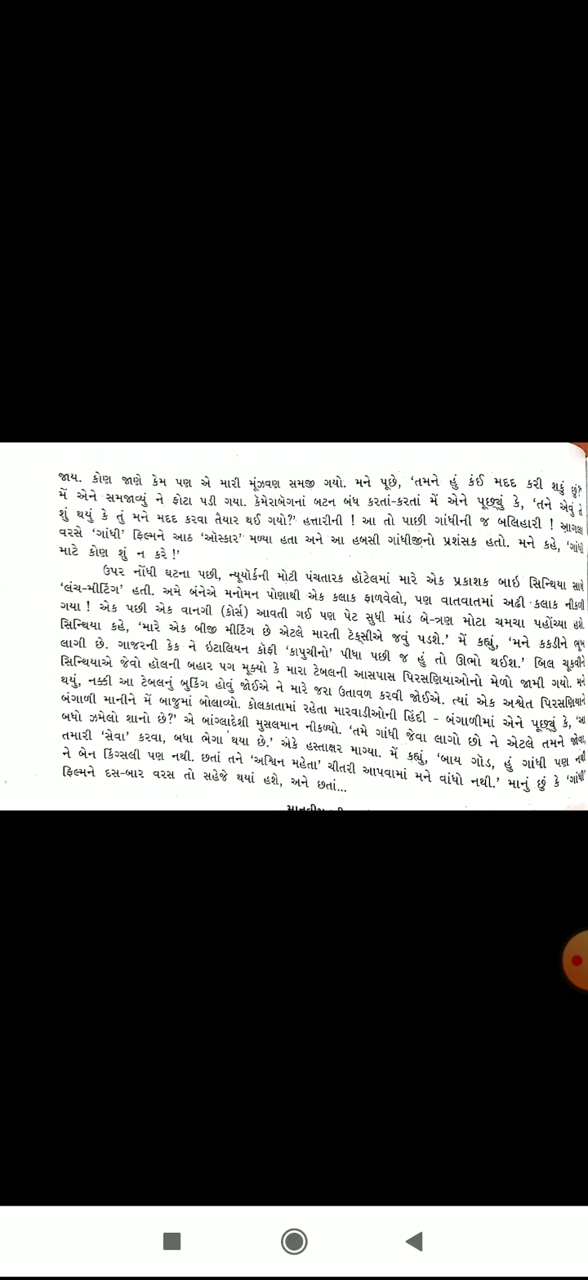 જાય. કોણ જાણે કેમ પણ એ મારી મૂંઝવણ સમજી ગયો. મને પૂછે, ‘તમને હું કંઈ મદદ કરી શકું છું?’
મેં એને સમજાવ્યું ને ફોટા પડી ગયા. કૅમેરાબેગનાં બટન બંધ કરતાં-કરતાં મેં એને પૂછ્યું કે, ‘તને એવું તે
શું થયું કે તું મને મદદ કરવા તૈયાર થઈ ગયો?’ હત્તારીની ! આ તો પાછી ગાંધીની જ બલિહારી ! આગલા
વરસે ‘ગાંધી’ ફિલ્મને આઠ ‘ઑસ્કાર’ મળ્યા હતા અને આ હબસી ગાંધીજીનો પ્રશંસક હતો. મને કહે, ‘ગાંધી
માટે કોણ શું ન કરે !’
ઉપર નોંધી ઘટના પછી, ન્યૂયૉર્કની મોટી પંચતારક હૉટેલમાં મારે એક પ્રકાશક બાઈ સિન્થિયા સાથે
‘લંચ-મીટિંગ’ હતી. અમે બંનેએ મનોમન પોણાથી એક કલાક ફાળવેલો, પણ વાતવાતમાં અઢી કલાક નીકળી
ગયા ! એક પછી એક વાનગી (કોર્સ) આવતી ગઈ પણ પેટ સુધી માંડ બે-ત્રણ મોટા ચમચા પહોંચ્યા હશે.
સિન્થિયા કહે, ‘મારે એક બીજી મીટિંગ છે એટલે મારતી ટૅક્સીએ જવું પડશે.’ મેં કહ્યું, ‘મને કકડીને ભૂખ
લાગી છે. ગાજરની કેક ને ઇટાલિયન કૉફી ‘કાપુચીનો’ પીધા પછી જ હું તો ઊભો થઈશ.’ બિલ ચૂકવીને
સિન્થિયાએ જેવો હૉલની બહાર પગ મૂક્યો કે મારા ટેબલની આસપાસ પિરસણિયાઓનો મેળો જામી ગયો. મને
થયું, નક્કી આ ટેબલનું બુકિંગ હોવું જોઈએ ને મારે જરા ઉતાવળ કરવી જોઈએ. ત્યાં એક અશ્વેત પિરસણિયાને
બંગાળી માનીને મેં બાજુમાં બોલાવ્યો. કોલકાતામાં રહેતા મારવાડીઓની હિંદી - બંગાળીમાં એને પૂછ્યું કે, ‘આ
બધો ઝમેલો શાનો છે?’ એ બાંગ્લાદેશી મુસલમાન નીકળ્યો. ‘તમે ગાંધી જેવા લાગો છો ને એટલે તમને જોવા,
તમારી ‘સેવા’ કરવા, બધા ભેગા થયા છે.’ એંકે હસ્તાક્ષર માગ્યા. મેં કહ્યું, ‘બાય ગૉડ, હું ગાંધી પણ નથી
ને બેન કિંગ્સલી પણ નથી. છતાં તને ‘અશ્વિન મહેતા’ ચીતરી આપવામાં મને વાંધો નથી.’ માનું છું કે ‘ગાંધી’
ફિલ્મને દસ-બાર વરસ તો સહેજે થયાં હશે, અને છતાં...